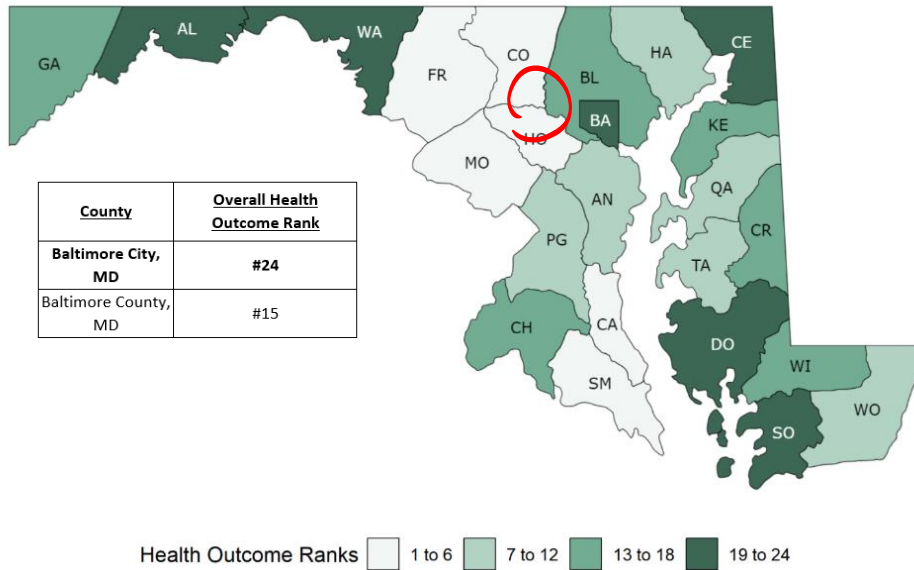 AL
WA
CO
CE
GA
FR
HA
BL
BA
KE
HO
MO
QA
AN
CR
PG
TA
CH
CA
DO
SM
WI
WO
SO
County
Overall Health
Outcome Rank
Baltimore City,
MD
#24
Baltimore County,
MD
#15
Health Outcome Ranks
1 to 6
7 to 12
13 to 18
19 to 24